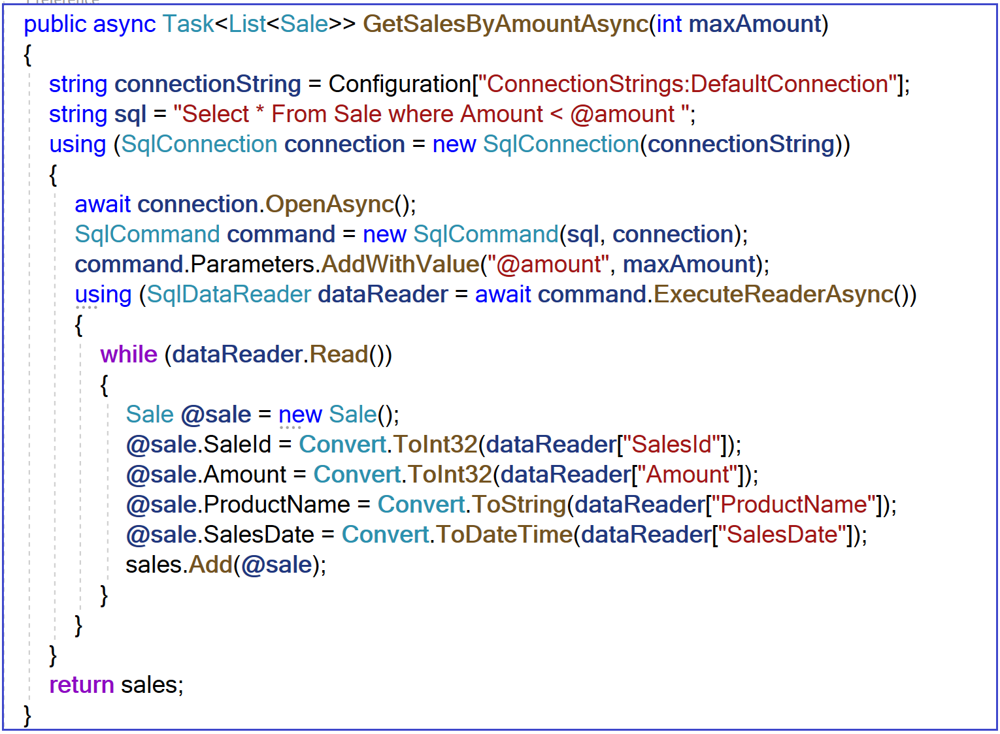 public async Task<List<Sale>> GetSalesByAmountAsync(int maxAmount)
{
string connectionString = Configuration["ConnectionStrings:DefaultConnection"];
string sql = "Select * From Sale where Amount < @amount ";
using (SqlConnection connection = new SqlConnection(connectionString))
{
await connection.OpenAsync();
SqlCommand command = new SqlCommand(sql, connection);
command.Parameters.AddWithValue("@amount", maxAmount);
using (SqlDataReader dataReader = await command.ExecuteReaderAsync())
{
while (dataReader.Read())
{
Sale @sale = new Sale();
@sale.SaleId = Convert.ToInt32(dataReader["SalesId"]);
@sale.Amount = Convert.ToInt32(dataReader["Amount"]);
@sale.ProductName = Convert.ToString(dataReader["ProductName"]);
@sale.SalesDate = Convert.ToDateTime(dataReader["SalesDate"]);
sales.Add(@sale);
}
}
}
return sales;
}